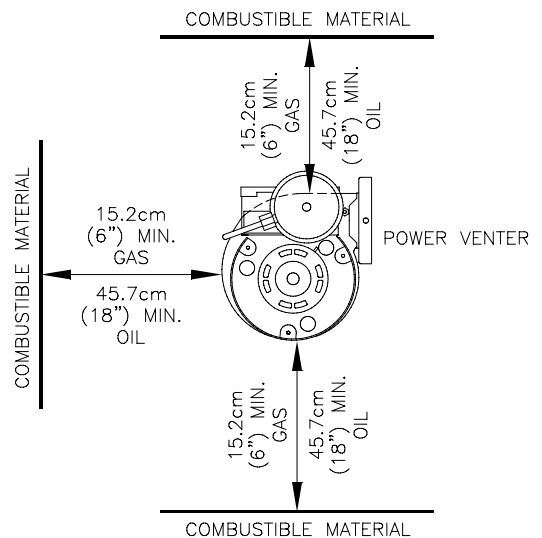 COMBUSTIBLE MATERIAL
15.2cm
(6") MIN.
GAS
45.7cm
(18") MIN.
OIL
COMBUSTIBLE MATERIAL
15.2cm
(6") MIN.
GAS
45.7cm
(18") MIN.
OIL
POWER VENTER
15.2cm
(6") MIN.
GAS
45.7cm
(18") MIN.
OIL
COMBUSTIBLE MATERIAL